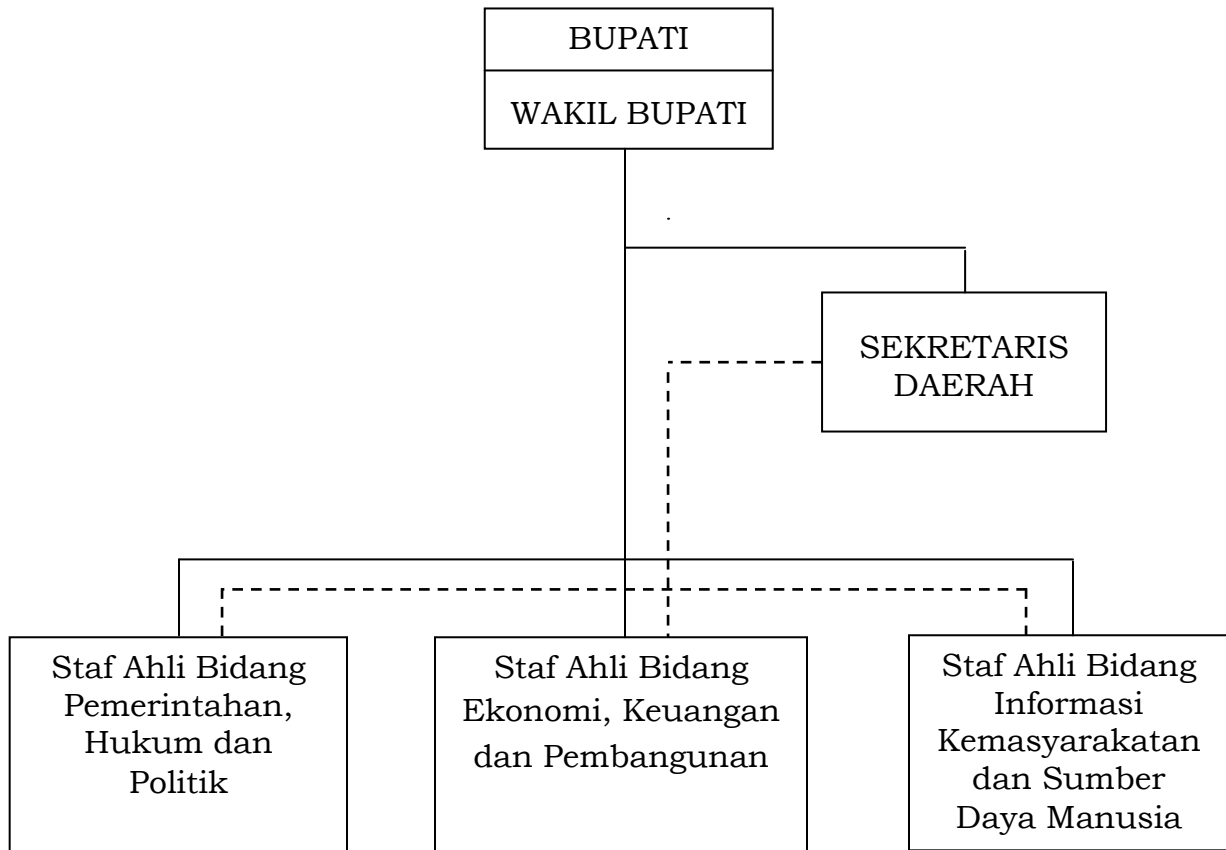 BUPATI
WAKIL BUPATI
SEKRETARIS
DAERAH
Staf Ahli Bidang
Pemerintahan,
Hukum dan
Politik
Staf Ahli Bidang
Ekonomi, Keuangan
dan Pembangunan
Staf Ahli Bidang
Informasi
Kemasyarakatan
dan Sumber
Daya Manusia